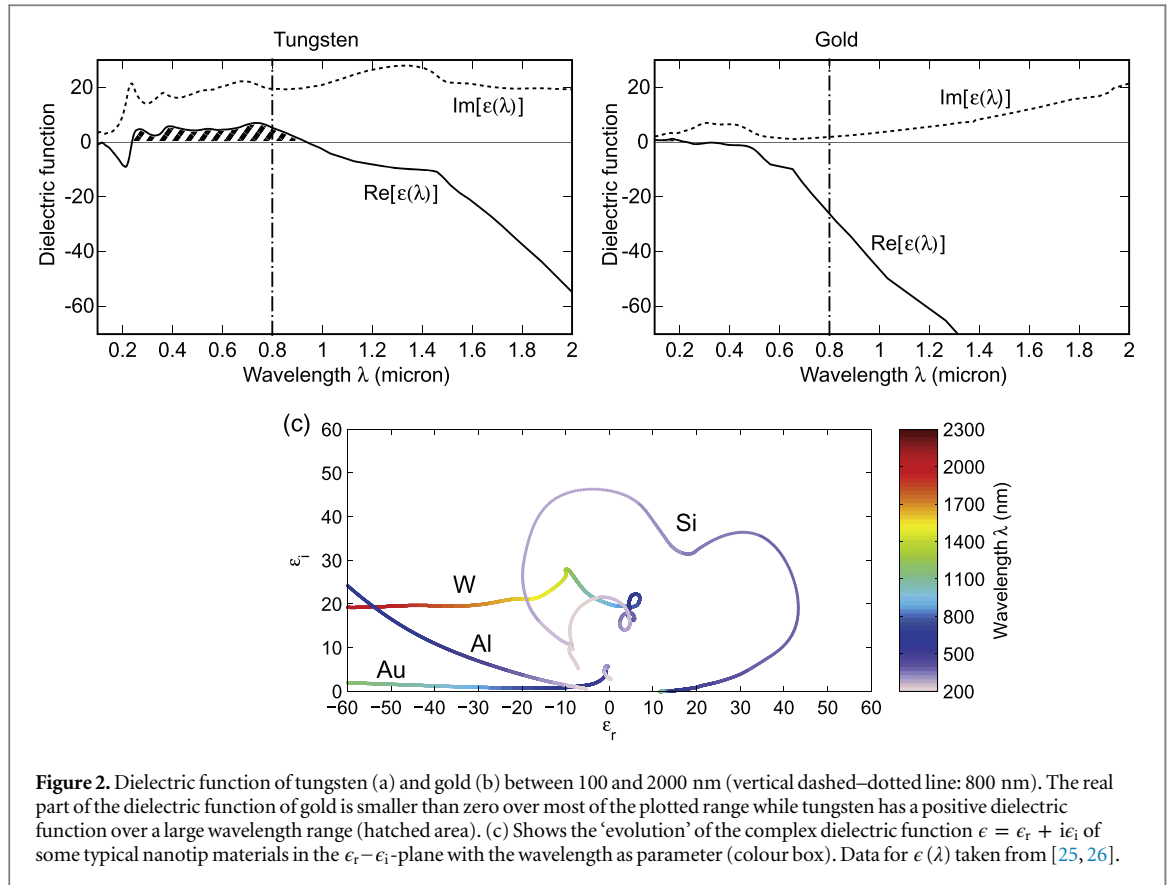 Tungsten
Dielectric function
20
0
-20
-40
-60
Im[ε(λ)]
Re[ε(λ)]
0.2 0.4 0.6 0.8 1 1.2 1.4 1.6 1.8 2
Wavelength λ (micron)
Gold
Dielectric function
20
0
-20
-40
-60
Im[ε(λ)]
Re[ε(λ)]
0.2 0.4 0.6 0.8 1 1.2 1.4 1.6 1.8 2
Wavelength λ (micron)
(c)
60
50
40
30
20
10
0
εi
Si
W
Al
Au
−60 −50 −40 −30 −20 −10 0 10 20 30 40 50 60
εr
2300
2000
1700
1400
1100
800
500
200
Wavelength λ (nm)
Figure 2. Dielectric function of tungsten (a) and gold (b) between 100 and 2000 nm (vertical dashed–dotted line: 800 nm). The real
part of the dielectric function of gold is smaller than zero over most of the plotted range while tungsten has a positive dielectric
function over a large wavelength range (hatched area). (c) Shows the ‘evolution’ of the complex dielectric function ϵ = ϵr + iϵi of
some typical nanotip materials in the ϵr−ϵi-plane with the wavelength as parameter (colour box). Data for ϵ (λ) taken from [25, 26].